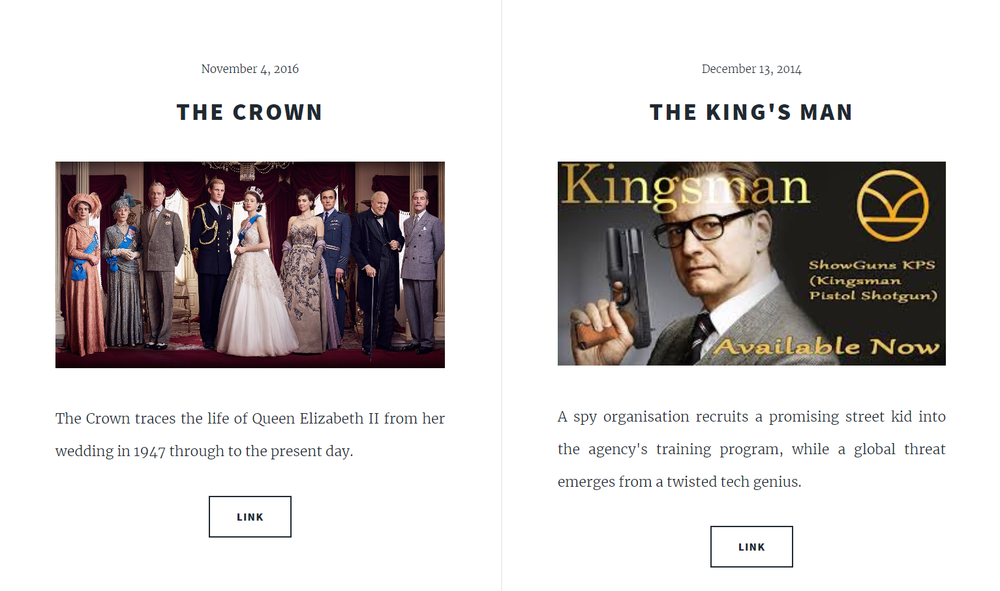 November 4, 2016
THE CROWN
The Crown traces the life of Queen Elizabeth II from her
wedding in 1947 through to the present day.
LINK
December 13, 2014
THE KING'S MAN
Kingsman
ShowGuns KPS
(Kingsman
Pistol Shotgun)
Available Now
A spy organisation recruits a promising street kid into
the agency's training program, while a global threat
emerges from a twisted tech genius.
LINK